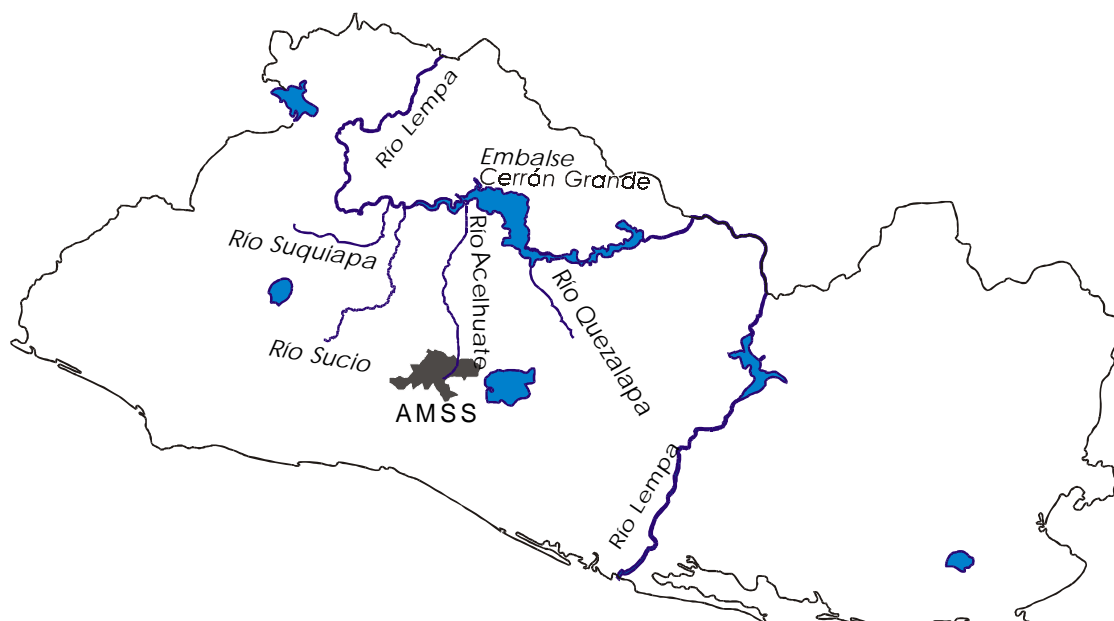 Río Lempa
Embalse
Cerrón Grande
Río Suquiapa
Río Acelhuate
Río Quezalapa
Río Sucio
AMSS
Río Lempa